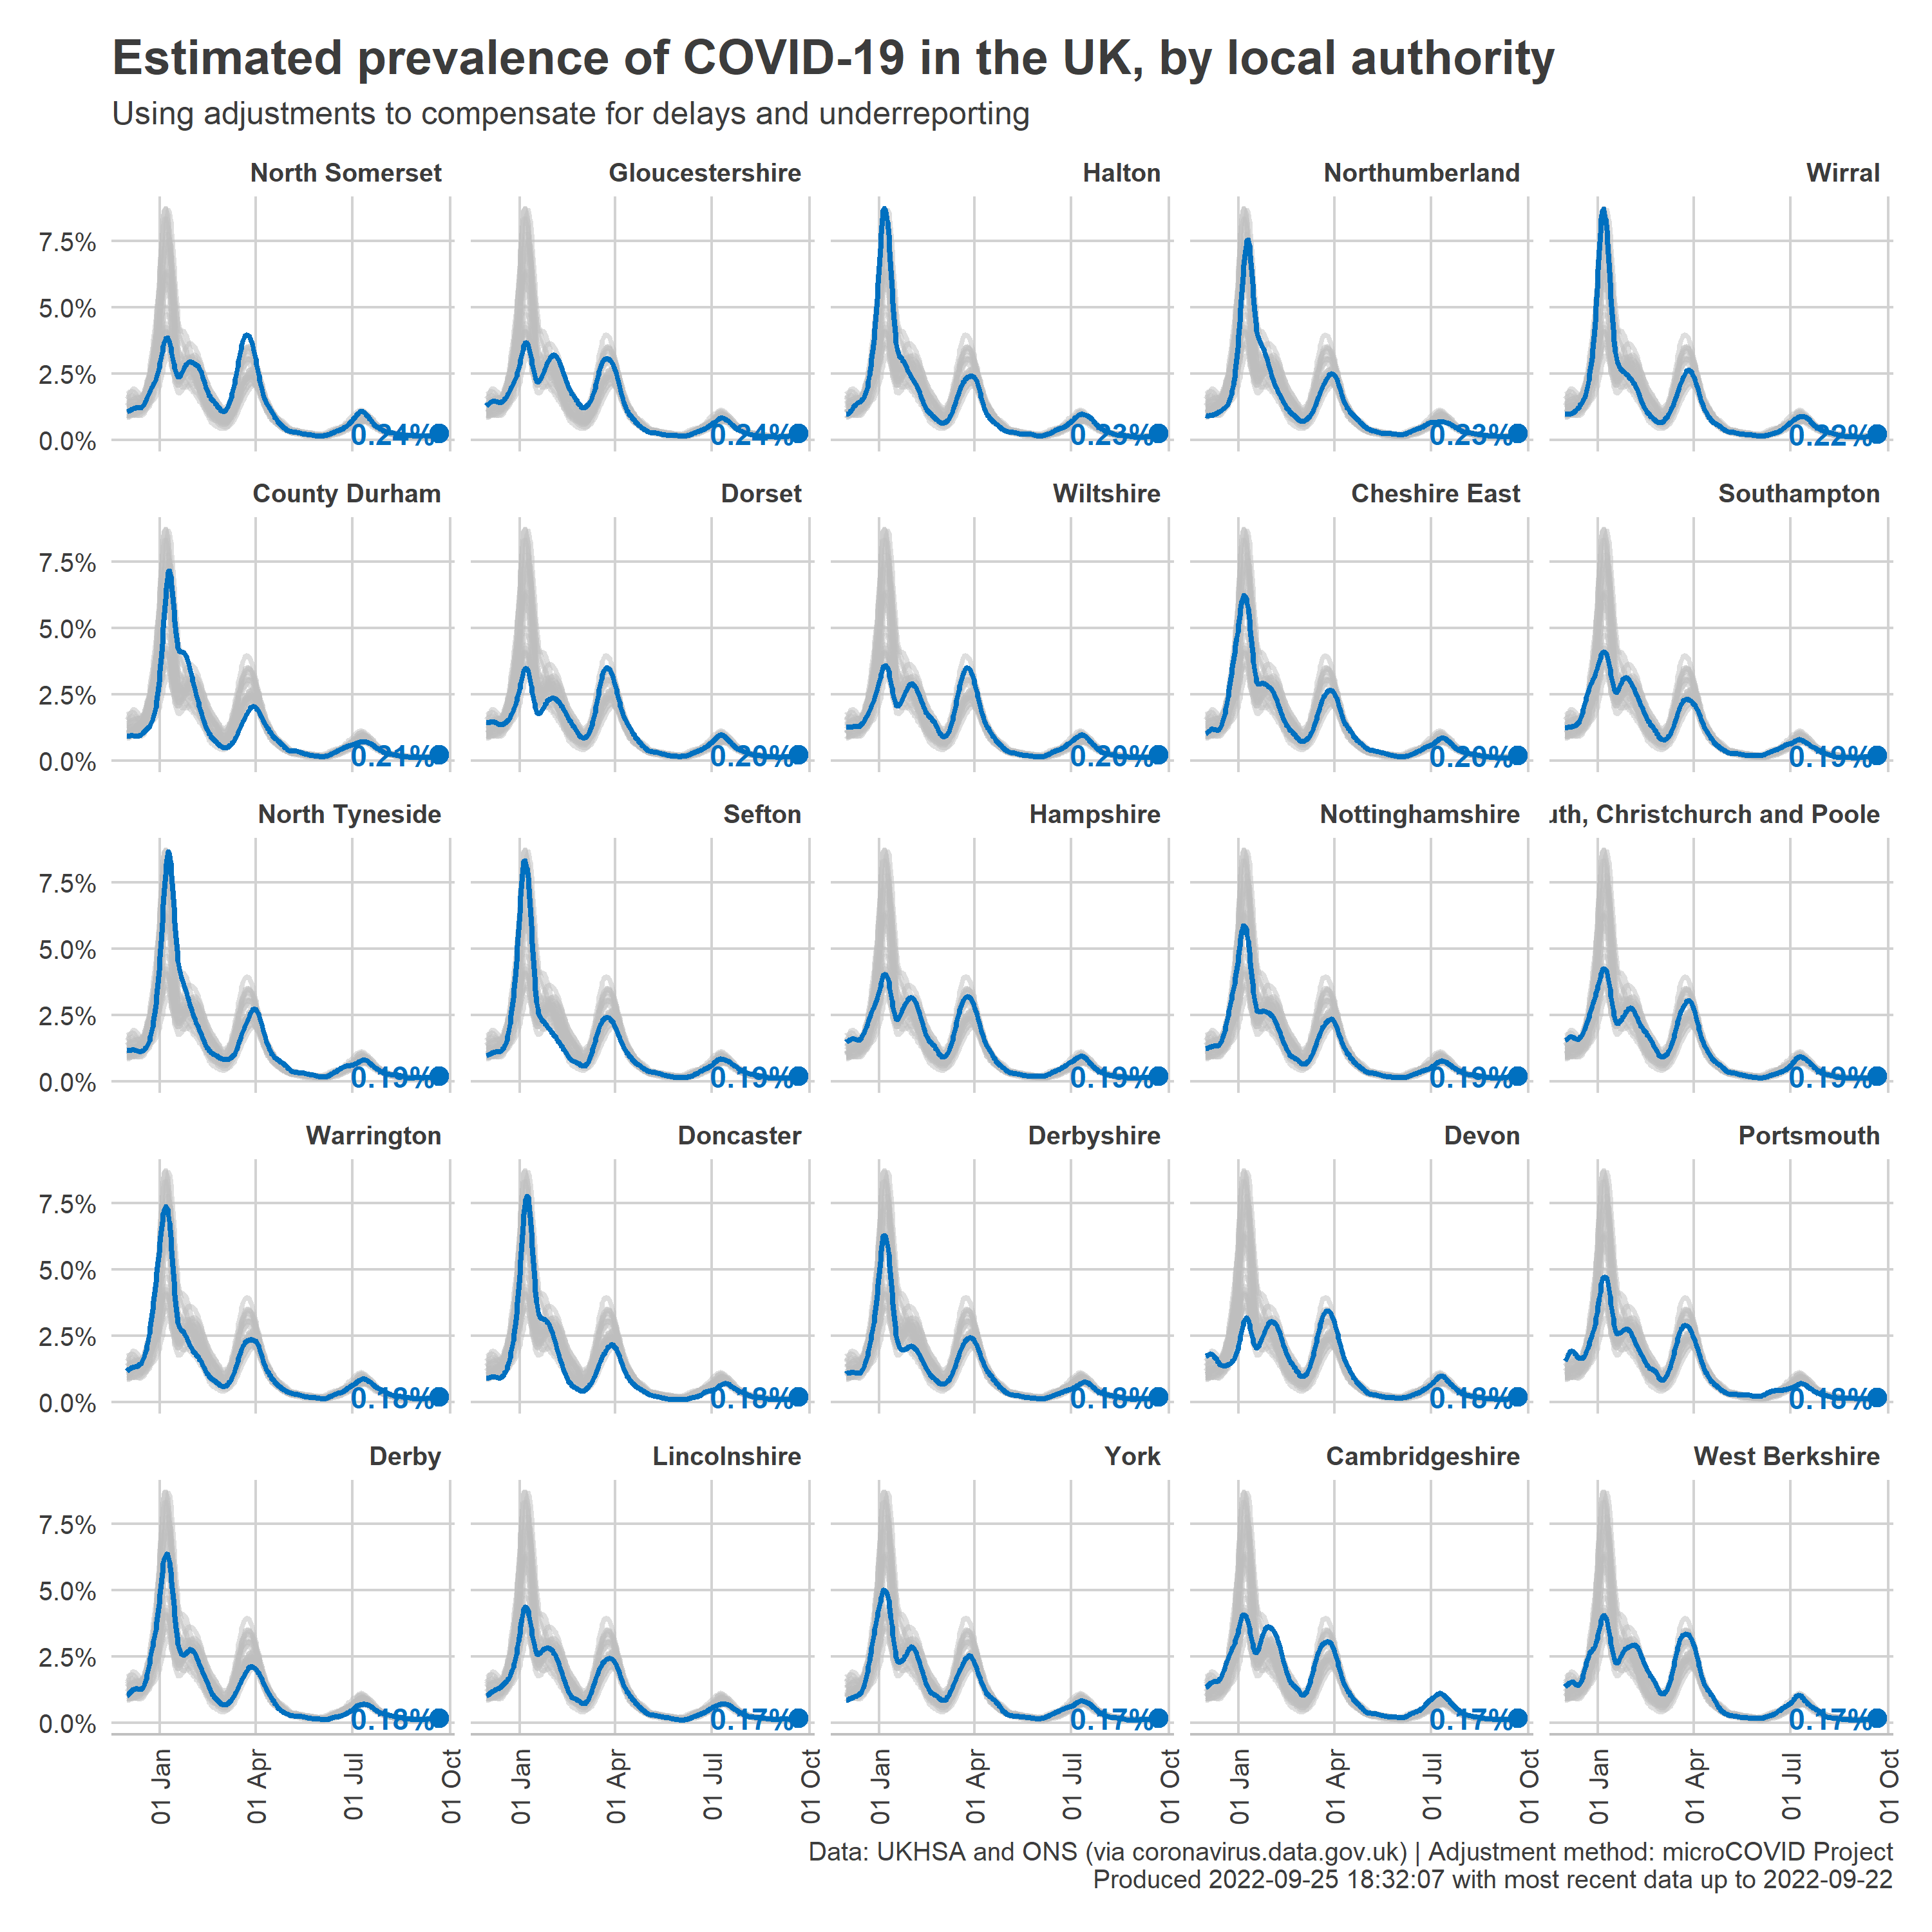 Estimated prevalence of COVID-19 in the UK, by local authority
Using adjustments to compensate for delays and underreporting
North Somerset Gloucestershire Halton Northumberland Wirral
7.5%
5.0%
2.5%
0.0%
0.24% 0.24% 0.23% 0.23% 0.22%
County Durham Dorset Wiltshire Cheshire East Southampton
7.5%
5.0%
2.5%
0.0%
0.21% 0.20% 0.20% 0.20% 0.19%
North Tyneside Sefton Hampshire Nottinghamshire uth, Christchurch and Poole
7.5%
5.0%
2.5%
0.0%
0.19% 0.19% 0.19% 0.19% 0.19%
Warrington Doncaster Derbyshire Devon Portsmouth
7.5%
5.0%
2.5%
0.0%
0.18% 0.18% 0.18% 0.18% 0.18%
Derby Lincolnshire York Cambridgeshire West Berkshire
7.5%
5.0%
2.5%
0.0%
0.18% 0.17% 0.17% 0.17% 0.17%
01 Jan 01 Apr 01 Jul 01 Oct 01 Jan 01 Apr 01 Jul 01 Oct 01 Jan 01 Apr 01 Jul 01 Oct 01 Jan 01 Apr 01 Jul 01 Oct 01 Jan 01 Apr 01 Jul 01 Oct
Data: UKHSA and ONS (via coronavirus.data.gov.uk) | Adjustment method: microCOVID Project
Produced 2022-09-25 18:32:07 with most recent data up to 2022-09-22